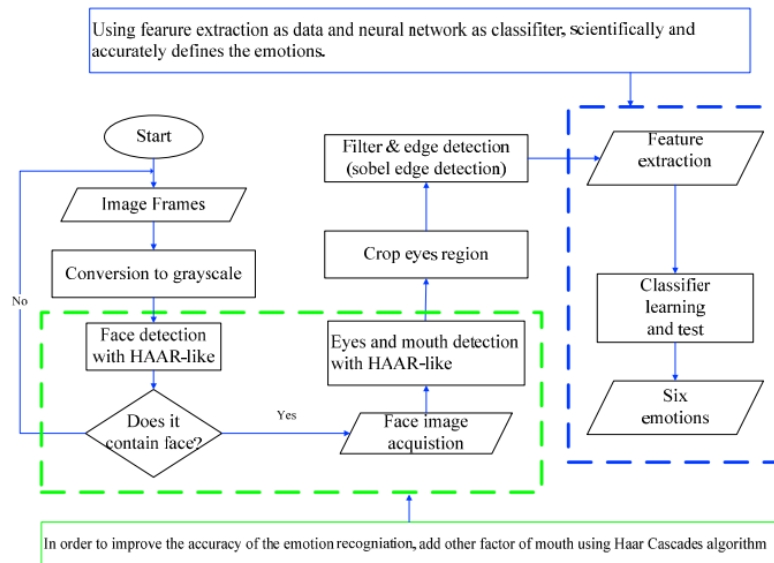 Using feature extraction as data and neural network as classifiter, scientifically and
accurately defines the emotions.
Start
Image Frames
Conversion to grayscale
No
Face detection
with HAAR-like
Does it
contain face?
Yes
Face image
acquistion
Eyes and mouth detection
with HAAR-like
Crop eyes region
Filter & edge detection
(sobel edge detection)
Feature
extraction
Classifier
learning
and test
Six
emotions
In order to improve the accuracy of the emotion recogniation, add other factor of mouth using Haar Cascades algorithm